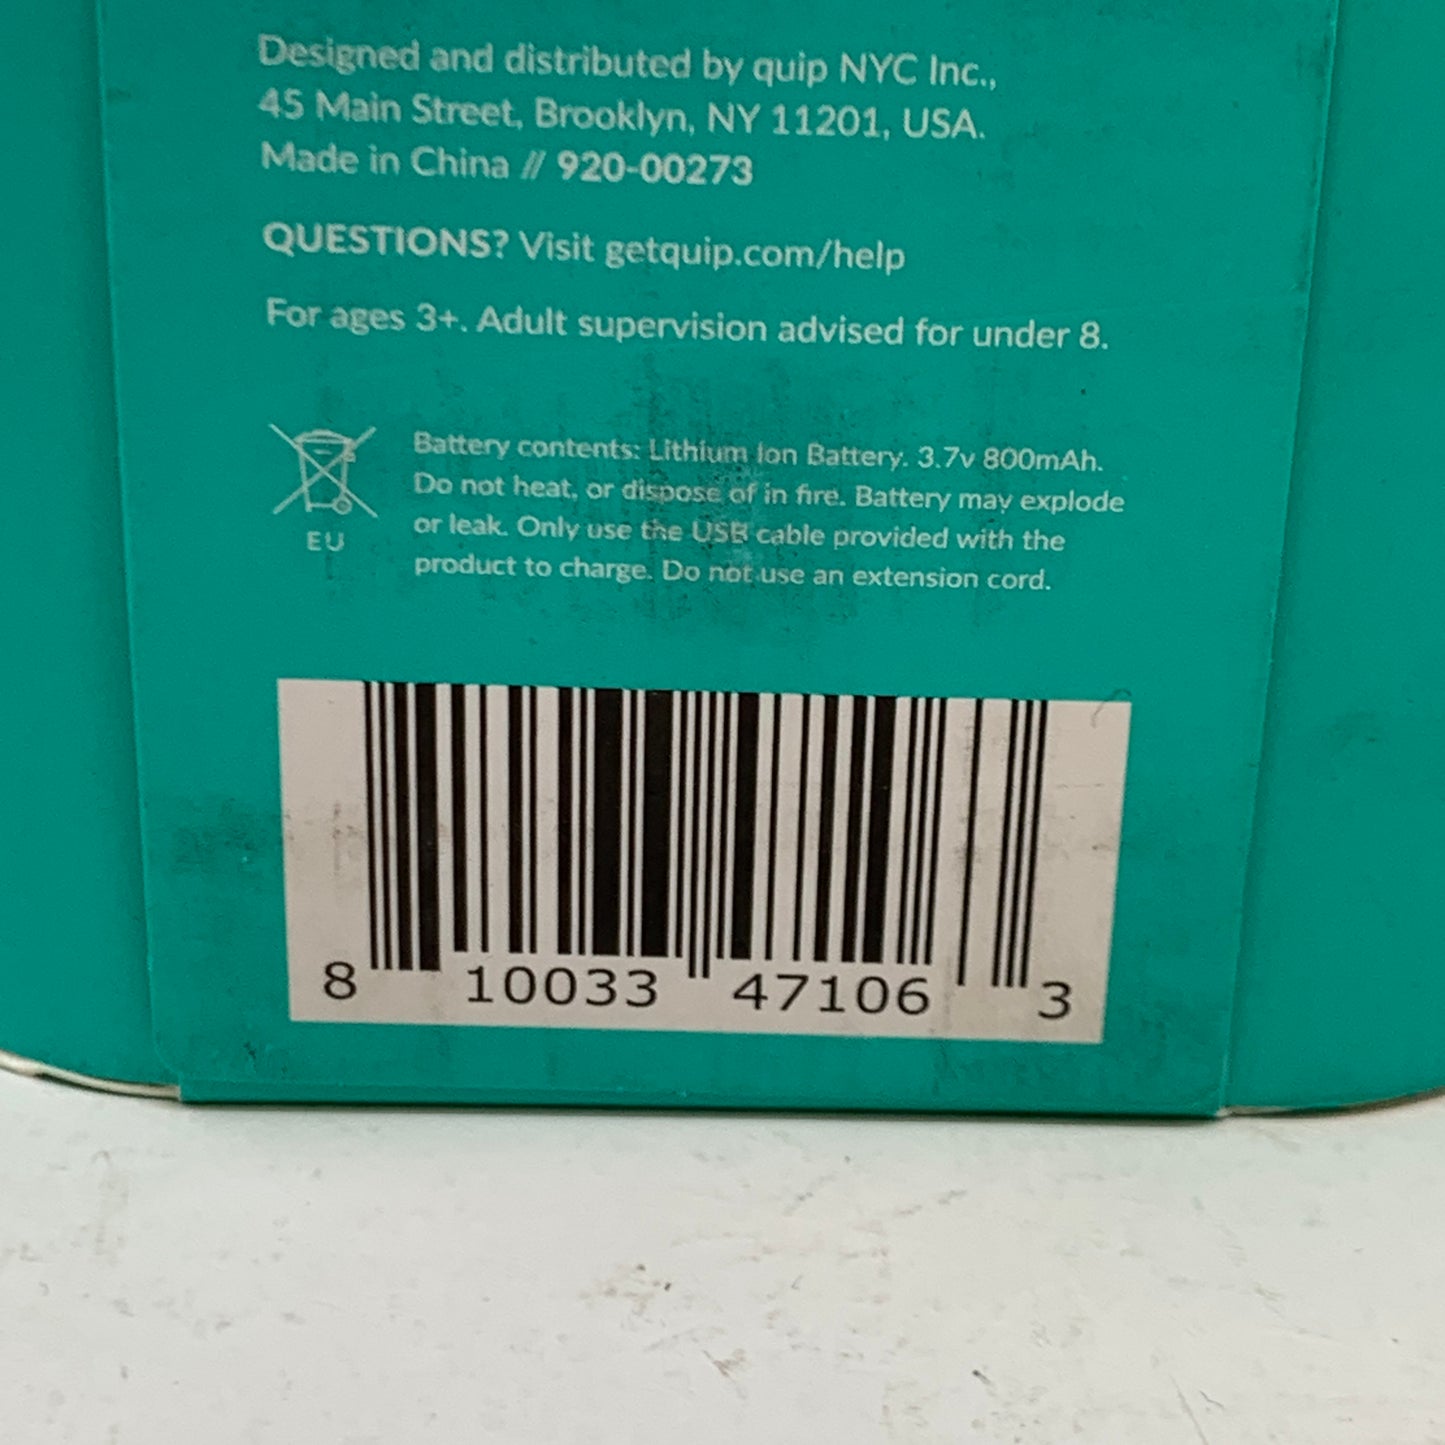 Designed and distributed by quip NYC Inc.,
45 Main Street, Brooklyn, NY 11201, USA.
Made in China // 920-00273
QUESTIONS? Visit getquip.com/help
For ages 3+. Adult supervision advised for under 8.
EU
Battery contents: Lithium Ion Battery. 3.7v 800mAh.
Do not heat, or dispose of in fire. Battery may explode
or leak. Only use the USB cable provided with the
product to charge. Do not use an extension cord.
8 10033 47106 3